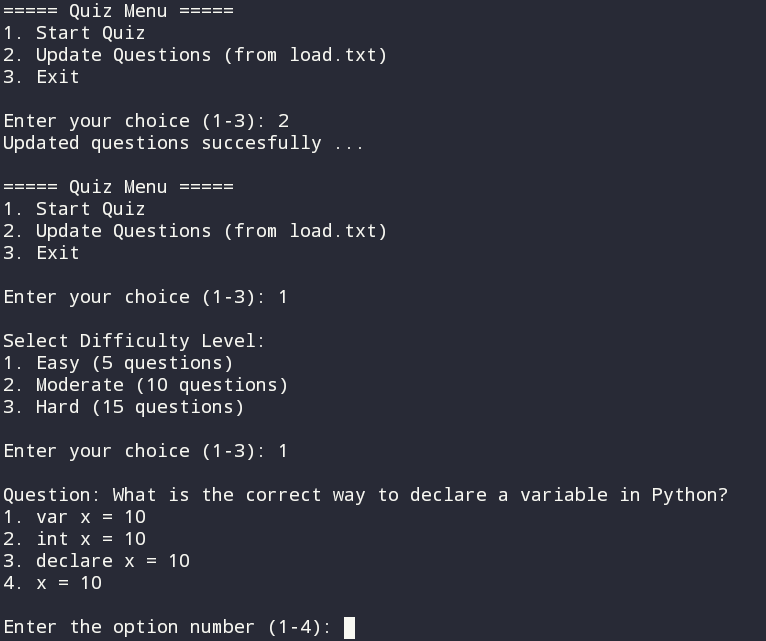 ===== Quiz Menu =====
1. Start Quiz
2. Update Questions (from load.txt)
3. Exit
Enter your choice (1-3): 2
Updated questions succesfully ...
===== Quiz Menu =====
1. Start Quiz
2. Update Questions (from load.txt)
3. Exit
Enter your choice (1-3): 1
Select Difficulty Level:
1. Easy (5 questions)
2. Moderate (10 questions)
3. Hard (15 questions)
Enter your choice (1-3): 1
Question: What is the correct way to declare a variable in Python?
1. var x = 10
2. int x = 10
3. declare x = 10
4. x = 10
Enter the option number (1-4):